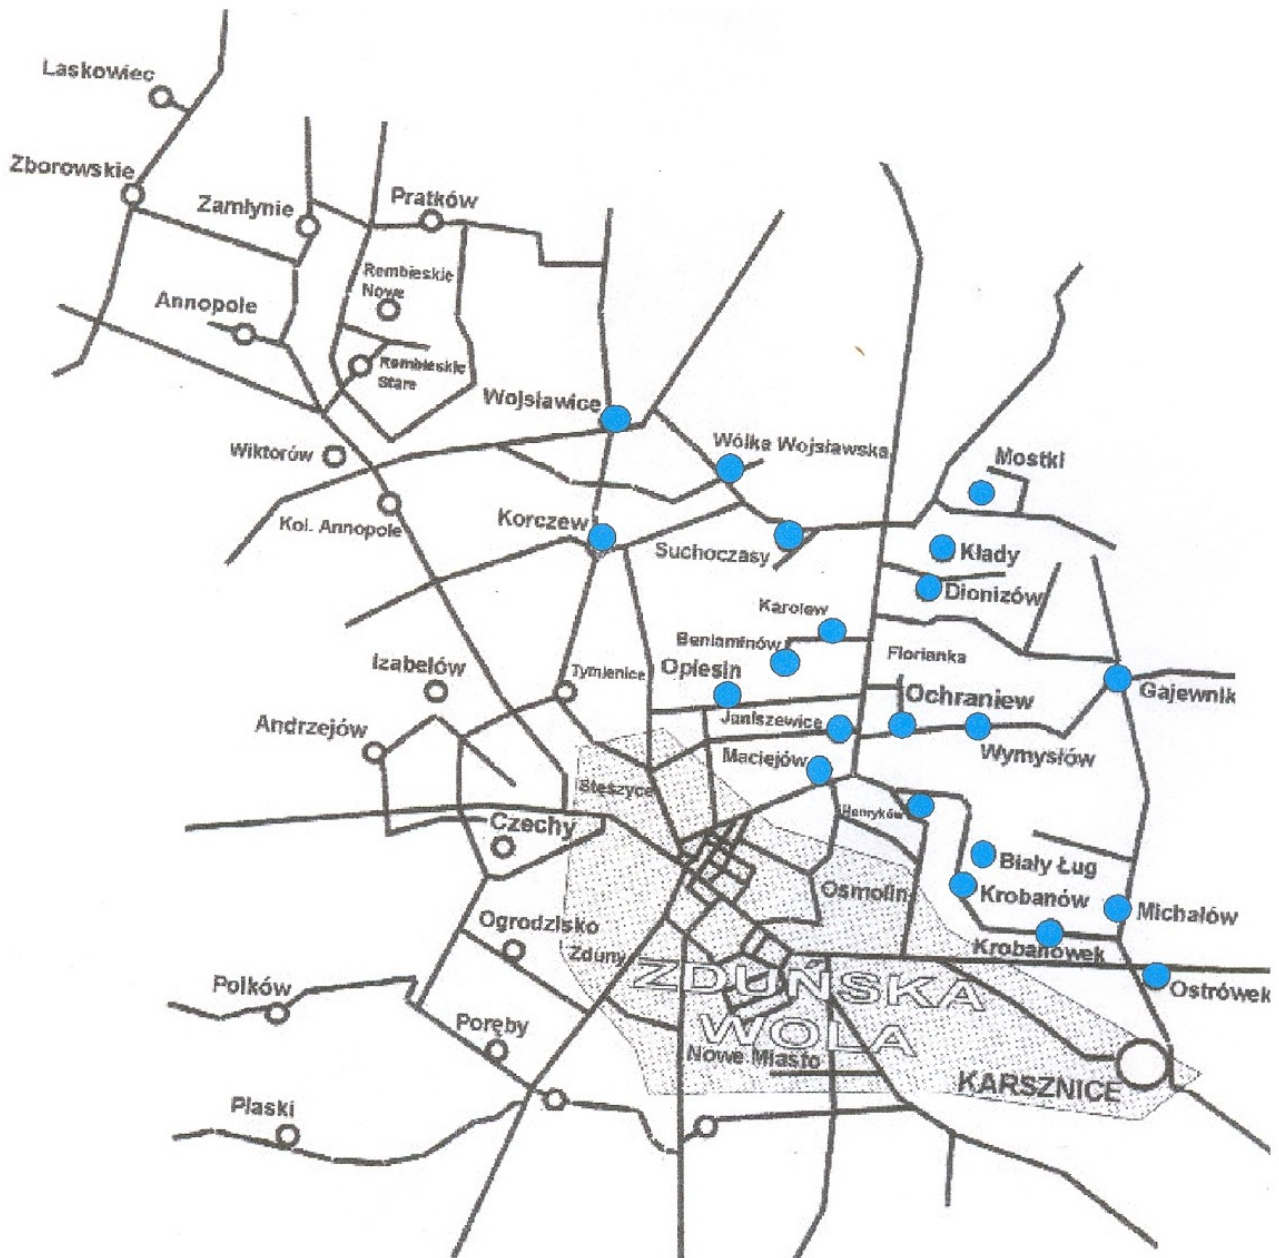 Laskowiec
Zborowskie
Zamłynie
Pratków
Rembieskie
Nowe
Annopole
Rembieskie
Stare
Wojsławice
Wiktorów
Wólka Wojsławska
Mostki
Kol. Annopole
Korczew
Suchoczasy
Kłady
Dionizów
Karolew
Beniaminów
Florianka
Izabelów
Tymienice
Opiesin
Gajewnik
Ochraniew
Andrzejów
Janiszewice
Wymysłów
Maciejów
Stęszyce
Henryków
Czechy
Biały Ług
Osmolin
Krobanów
Michałów
Ogrodzisko
Zduny
Krobanówek
ZDUŃSKA
WOLA
Ostrówek
Polków
Poręby
Nowe Miasto
KARSZNICE
Piaski